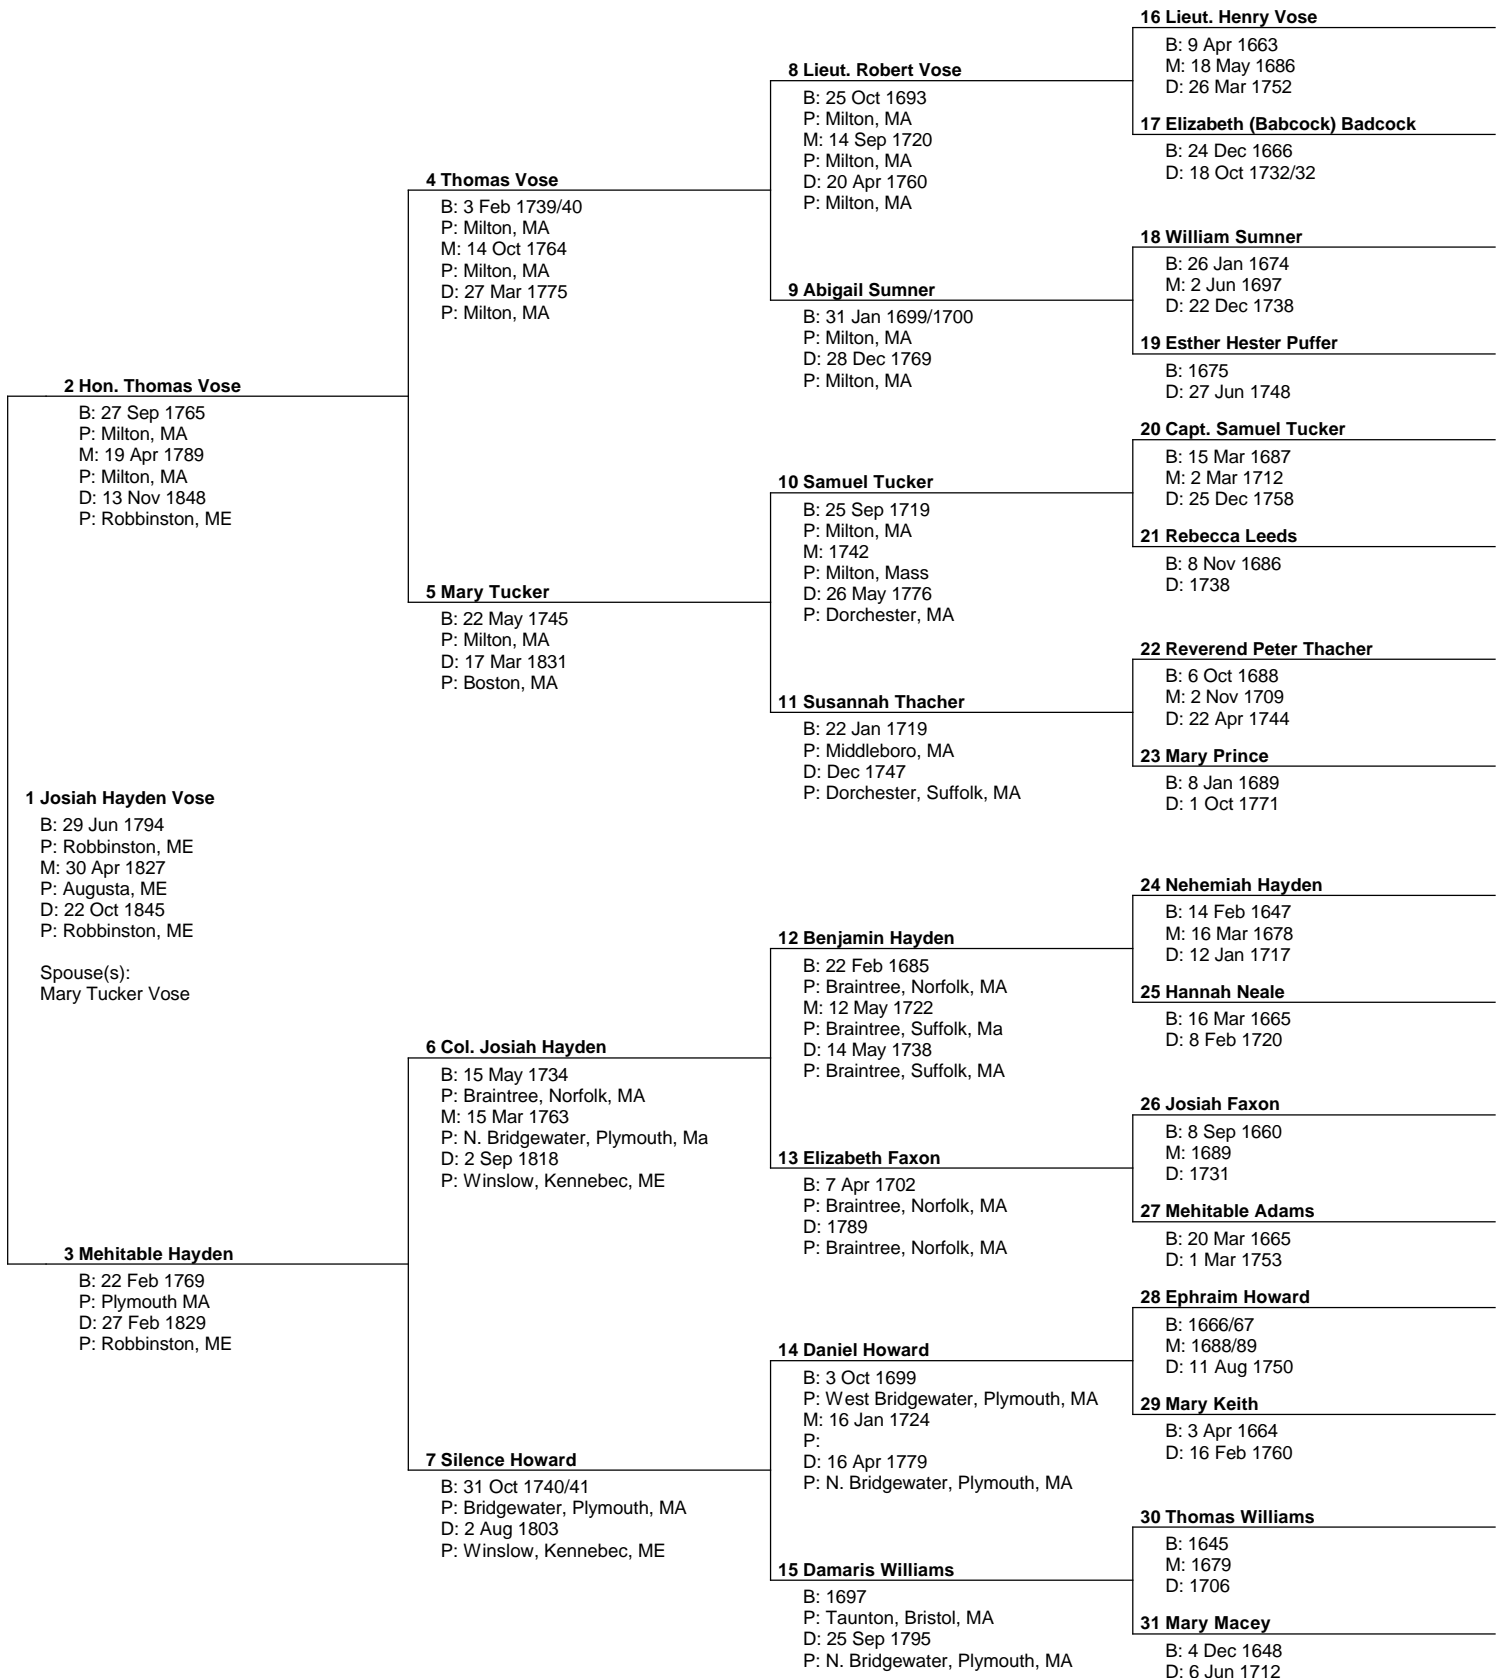 16 Lieut. Henry Vose
B: 9 Apr 1663
M: 18 May 1686
D: 26 Mar 1752
8 Lieut. Robert Vose
B: 25 Oct 1693
P: Milton, MA
M: 14 Sep 1720
P: Milton, MA
D: 20 Apr 1760
P: Milton, MA
17 Elizabeth (Babcock) Badcock
B: 24 Dec 1666
D: 18 Oct 1732/32
4 Thomas Vose
B: 3 Feb 1739/40
P: Milton, MA
M: 14 Oct 1764
P: Milton, MA
D: 27 Mar 1775
P: Milton, MA
18 William Sumner
B: 26 Jan 1674
M: 2 Jun 1697
D: 22 Dec 1738
9 Abigail Sumner
B: 31 Jan 1699/1700
P: Milton, MA
D: 28 Dec 1769
P: Milton, MA
19 Esther Hester Puffer
B: 1675
D: 27 Jun 1748
2 Hon. Thomas Vose
B: 27 Sep 1765
P: Milton, MA
M: 19 Apr 1789
P: Milton, MA
D: 13 Nov 1848
P: Robbinston, ME
20 Capt. Samuel Tucker
B: 15 Mar 1687
M: 2 Mar 1712
D: 25 Dec 1758
10 Samuel Tucker
B: 25 Sep 1719
P: Milton, MA
M: 1742
P: Milton, Mass
D: 26 May 1776
P: Dorchester, MA
21 Rebecca Leeds
B: 8 Nov 1686
D: 1738
5 Mary Tucker
B: 22 May 1745
P: Milton, MA
D: 17 Mar 1831
P: Boston, MA
22 Reverend Peter Thacher
B: 6 Oct 1688
M: 2 Nov 1709
D: 22 Apr 1744
11 Susannah Thacher
B: 22 Jan 1719
P: Middleboro, MA
D: Dec 1747
P: Dorchester, Suffolk, MA
23 Mary Prince
B: 8 Jan 1689
D: 1 Oct 1771
1 Josiah Hayden Vose
B: 29 Jun 1794
P: Robbinston, ME
M: 30 Apr 1827
P: Augusta, ME
D: 22 Oct 1845
P: Robbinston, ME
Spouse(s):
Mary Tucker Vose
24 Nehemiah Hayden
B: 14 Feb 1647
M: 16 Mar 1678
D: 12 Jan 1717
12 Benjamin Hayden
B: 22 Feb 1685
P: Braintree, Norfolk, MA
M: 12 May 1722
P: Braintree, Suffolk, Ma
D: 14 May 1738
P: Braintree, Suffolk, MA
25 Hannah Neale
B: 16 Mar 1665
D: 8 Feb 1720
6 Col. Josiah Hayden
B: 15 May 1734
P: Braintree, Norfolk, MA
M: 15 Mar 1763
P: N. Bridgewater, Plymouth, Ma
D: 2 Sep 1818
P: Winslow, Kennebec, ME
26 Josiah Faxon
B: 8 Sep 1660
M: 1689
D: 1731
13 Elizabeth Faxon
B: 7 Apr 1702
P: Braintree, Norfolk, MA
D: 1789
P: Braintree, Norfolk, MA
27 Mehitable Adams
B: 20 Mar 1665
D: 1 Mar 1753
3 Mehitable Hayden
B: 22 Feb 1769
P: Plymouth MA
D: 27 Feb 1829
P: Robbinston, ME
28 Ephraim Howard
B: 1666/67
M: 1688/89
D: 11 Aug 1750
14 Daniel Howard
B: 3 Oct 1699
P: West Bridgewater, Plymouth, MA
M: 16 Jan 1724
P:
D: 16 Apr 1779
P: N. Bridgewater, Plymouth, MA
29 Mary Keith
B: 3 Apr 1664
D: 16 Feb 1760
7 Silence Howard
B: 31 Oct 1740/41
P: Bridgewater, Plymouth, MA
D: 2 Aug 1803
P: Winslow, Kennebec, ME
30 Thomas Williams
B: 1645
M: 1679
D: 1706
15 Damaris Williams
B: 1697
P: Taunton, Bristol, MA
D: 25 Sep 1795
P: N. Bridgewater, Plymouth, MA
31 Mary Macey
B: 4 Dec 1648
D: 6 Jun 1712